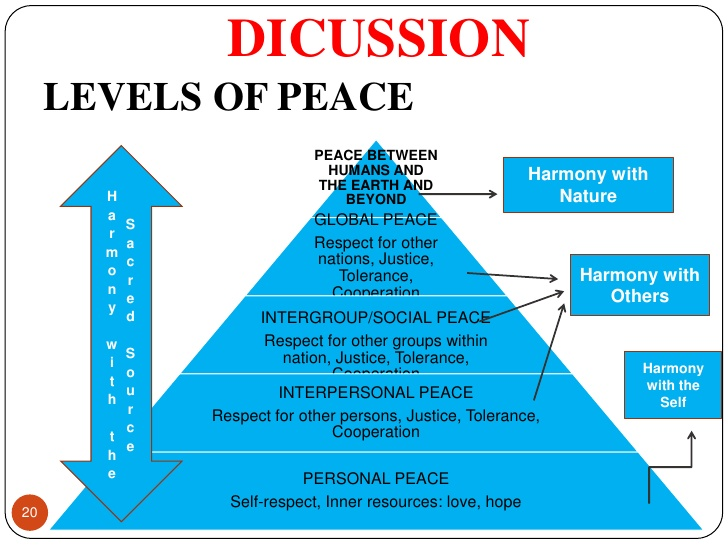 DICUSSION
LEVELS OF PEACE
Harmony with the
Sacred Source
PEACE BETWEEN
HUMANS AND
THE EARTH AND
BEYOND
Harmony with
Nature
GLOBAL PEACE
Respect for other
nations, Justice,
Tolerance,
Cooperation
Harmony with
Others
INTERGROUP/SOCIAL PEACE
Respect for other groups within
nation, Justice, Tolerance,
Cooperation
Harmony
with the
Self
INTERPERSONAL PEACE
Respect for other persons, Justice, Tolerance,
Cooperation
PERSONAL PEACE
Self-respect, Inner resources: love, hope
20